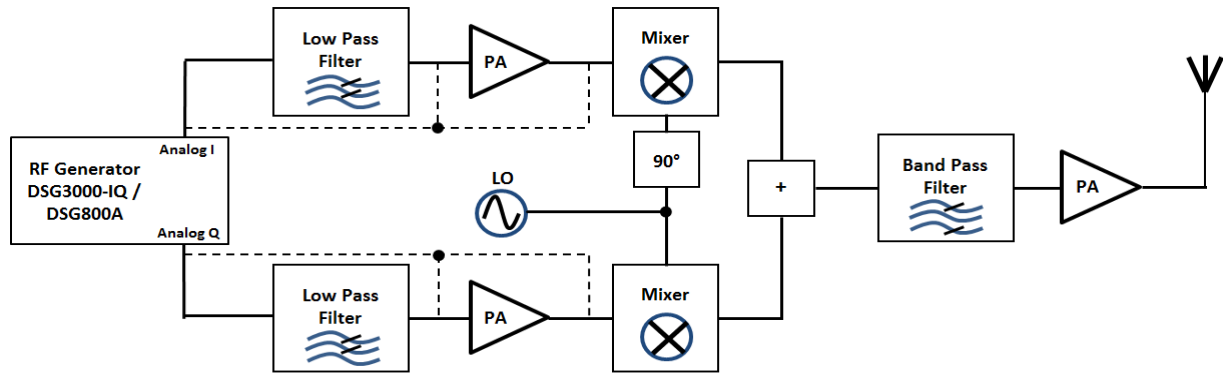 Low Pass
Filter
PA
Mixer
Analog I
RF Generator
DSG3000-IQ /
DSG800A
Analog Q
90°
LO
+
Band Pass
Filter
PA
Low Pass
Filter
PA
Mixer